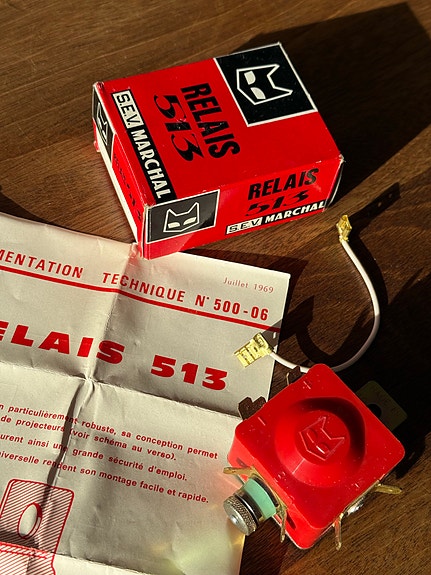 RELAIS
513
S.E.V. MARCHAL
RELAIS
513
S.E.V. MARCHAL
MENTATION TECHNIQUE N° 500-06
Juillet 1969
ELAIS 513
n particulièrement robuste, sa conception permet
de projecteurs (voir schéma au verso).
urent ainsi une grande sécurité d'emploi.
niverselle rendent son montage facile et rapide.